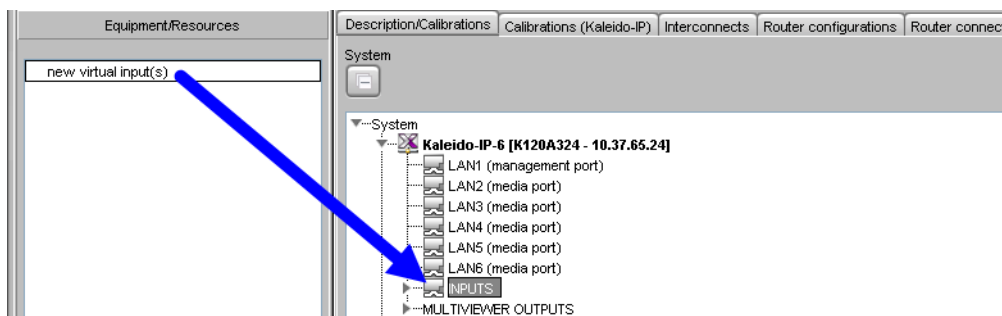 Equipment/Resources
new virtual input(s)
Description/Calibrations Calibrations (Kaleido-IP) Interconnects Router configurations Router connec
System
System
Kaleido-IP-6 [K120A324 - 10.37.65.24]
LAN1 (management port)
LAN2 (media port)
LAN3 (media port)
LAN4 (media port)
LAN5 (media port)
LAN6 (media port)
INPUTS
MULTIVIEWER OUTPUTS